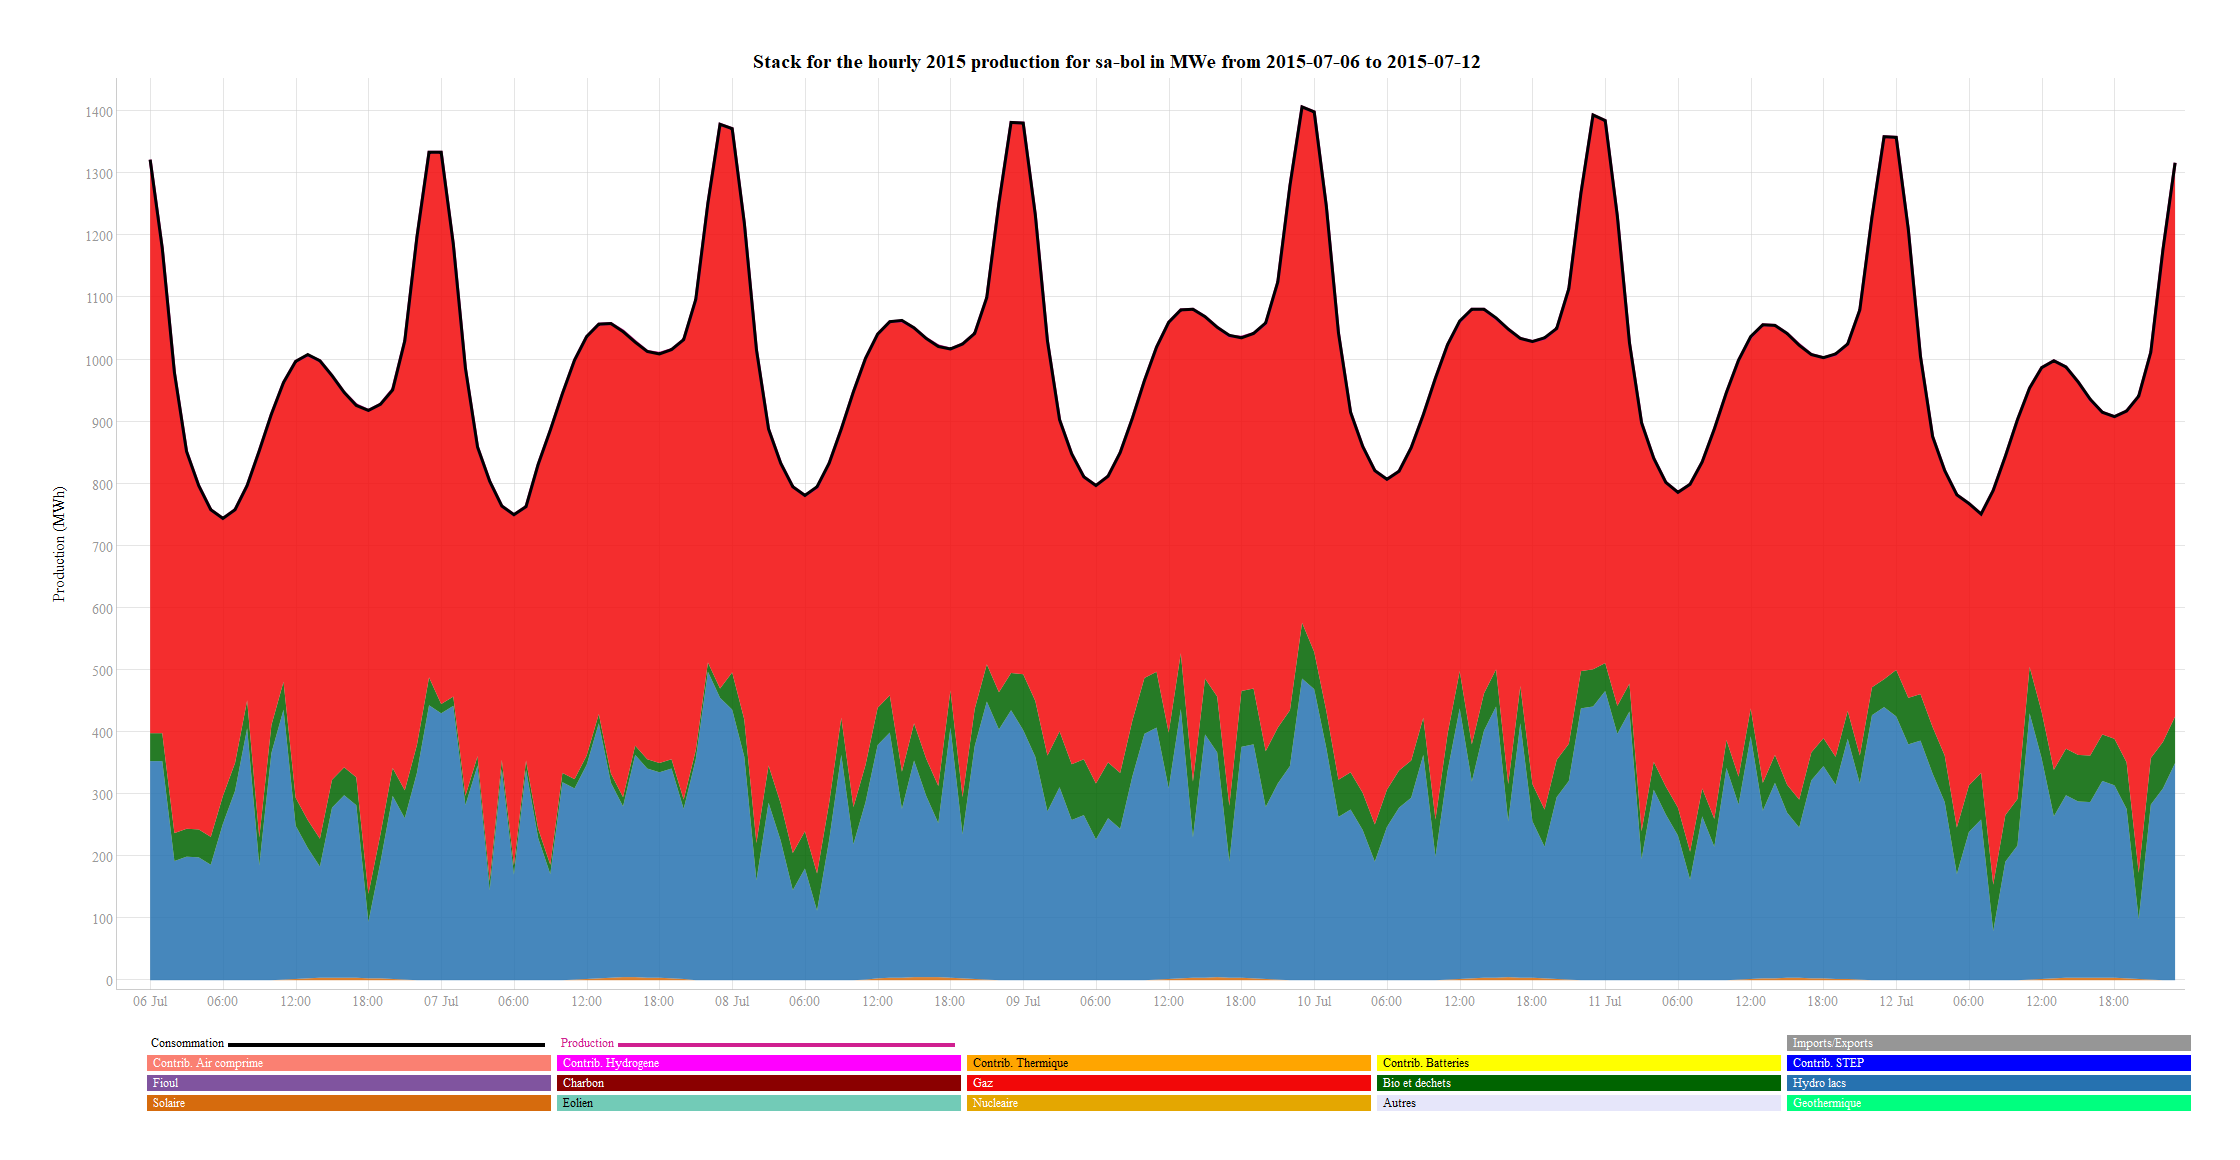 Stack for the hourly 2015 production for sa-bol in MWe from 2015-07-06 to 2015-07-12
Production (MWh)
1400
1300
1200
1100
1000
900
800
700
600
500
400
300
200
100
0
06 Jul 06:00 12:00 18:00 07 Jul 06:00 12:00 18:00 08 Jul 06:00 12:00 18:00 09 Jul 06:00 12:00 18:00 10 Jul 06:00 12:00 18:00 11 Jul 06:00 12:00 18:00 12 Jul 06:00 12:00 18:00
Consommation Production Imports/Exports
Contrib. Air comprime Contrib. Hydrogene Contrib. Thermique Contrib. Batteries Contrib. STEP
Fioul Charbon Gaz Bio et dechets Hydro lacs
Solaire Eolien Nucleaire Autres Geothermique